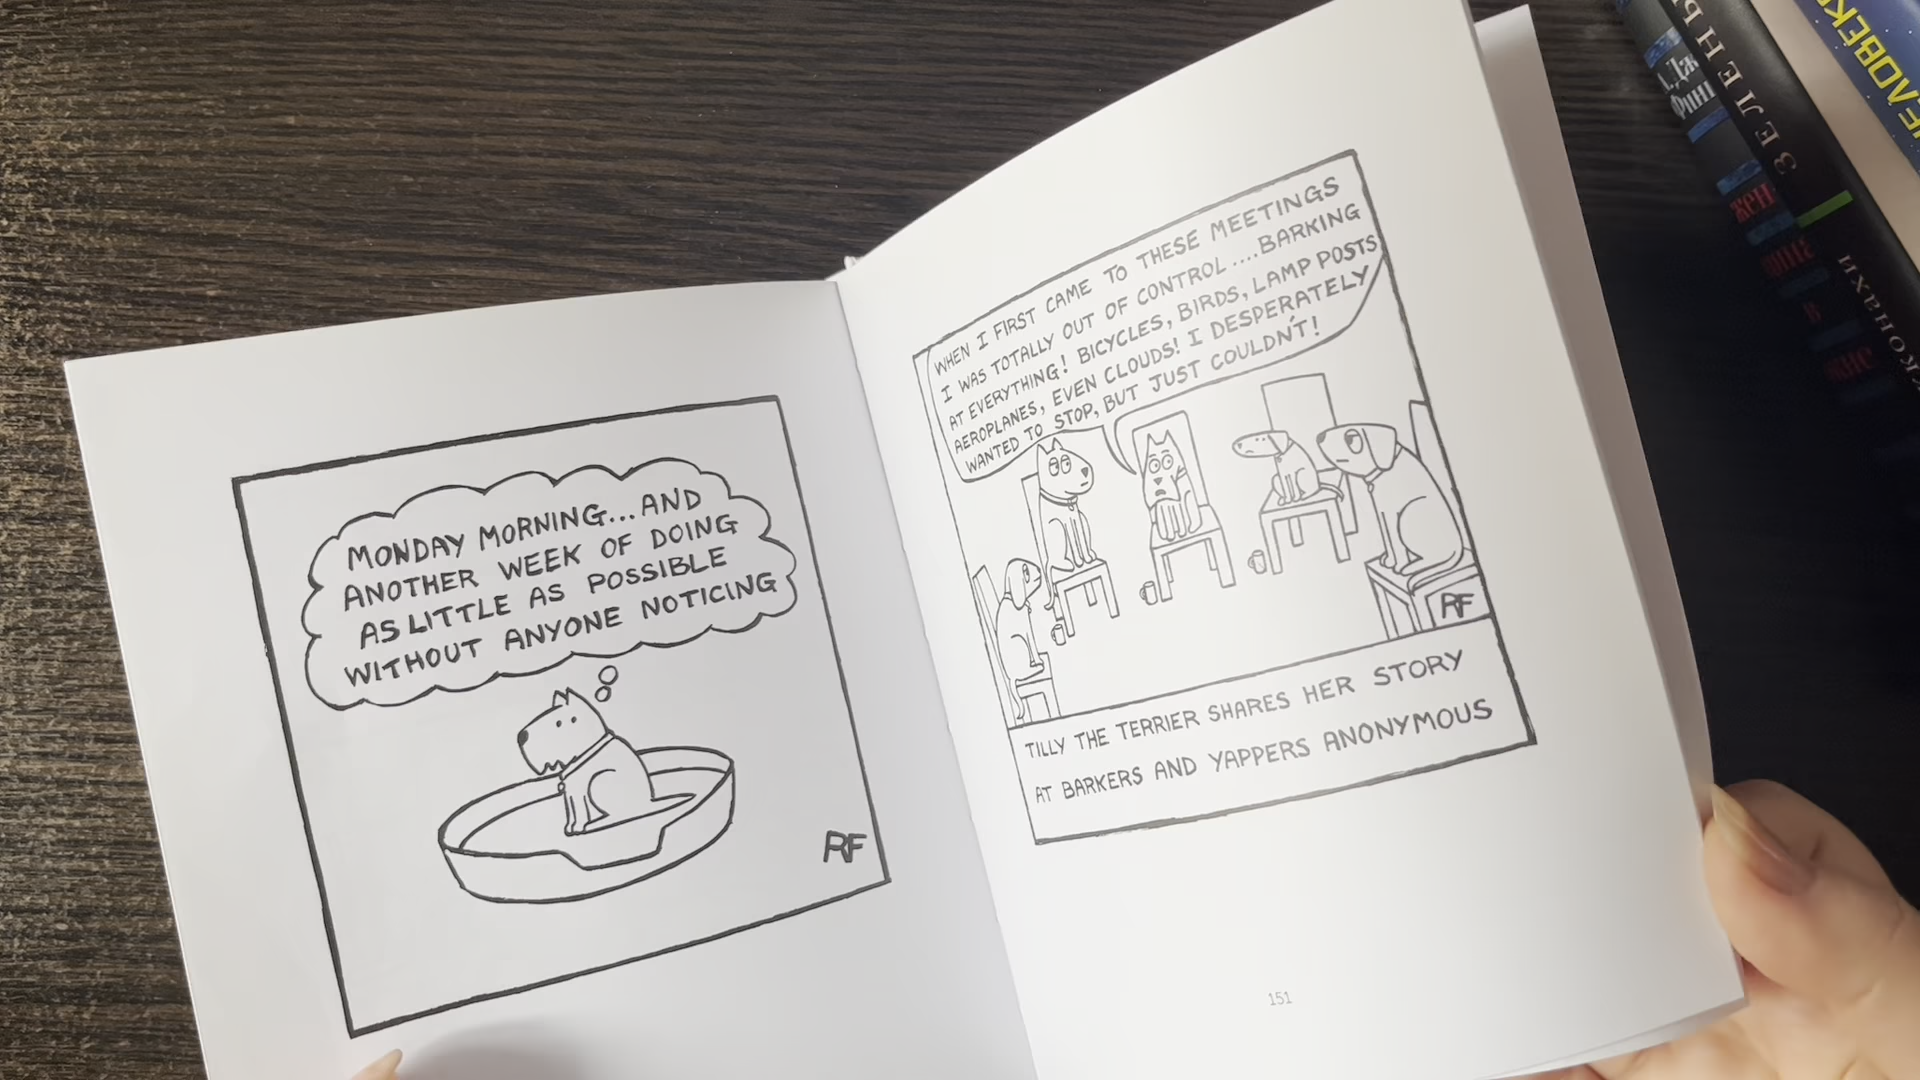 MONDAY MORNING...AND
ANOTHER WEEK OF DOING
AS LITTLE AS POSSIBLE
WITHOUT ANYONE NOTICING
RF
WHEN I FIRST CAME TO THESE MEETINGS
I WAS TOTALLY OUT OF CONTROL....BARKING
AT EVERYTHING! BICYCLES, BIRDS, LAMP POSTS
AEROPLANES, EVEN CLOUDS! I DESPERATELY
WANTED TO STOP, BUT JUST COULDN'T!
RF
TILLY THE TERRIER SHARES HER STORY
AT BARKERS AND YAPPERS ANONYMOUS
151